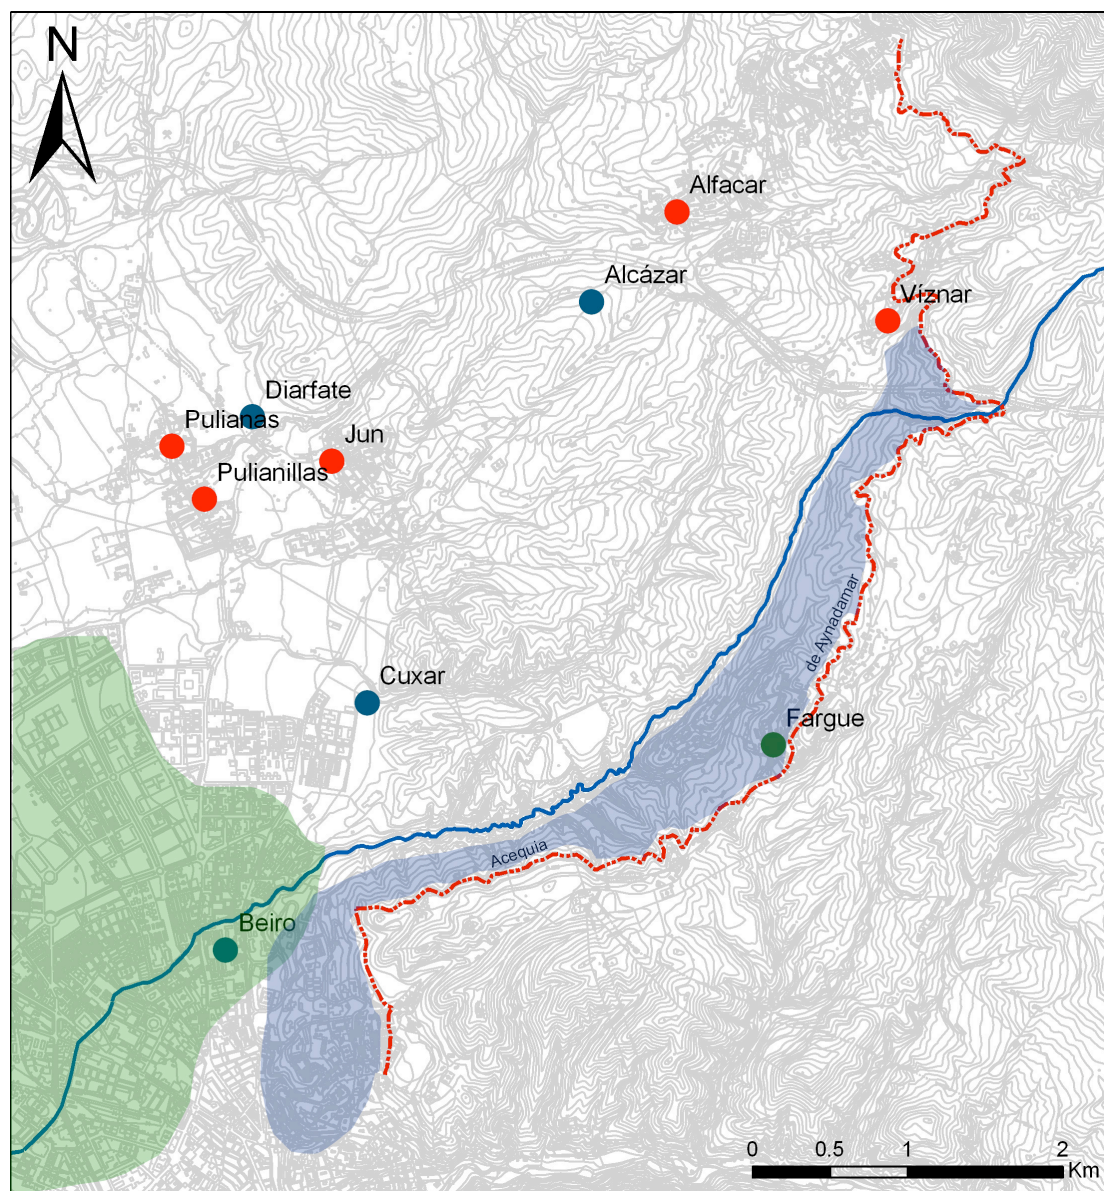 N
Alfacar
Alcázar
Víznar
Diarfate
Pulianas
Jun
Pulianillas
de Aynadamar
Cuxar
Fargue
Acequia
Beiro
0 0.5 1 2
Km